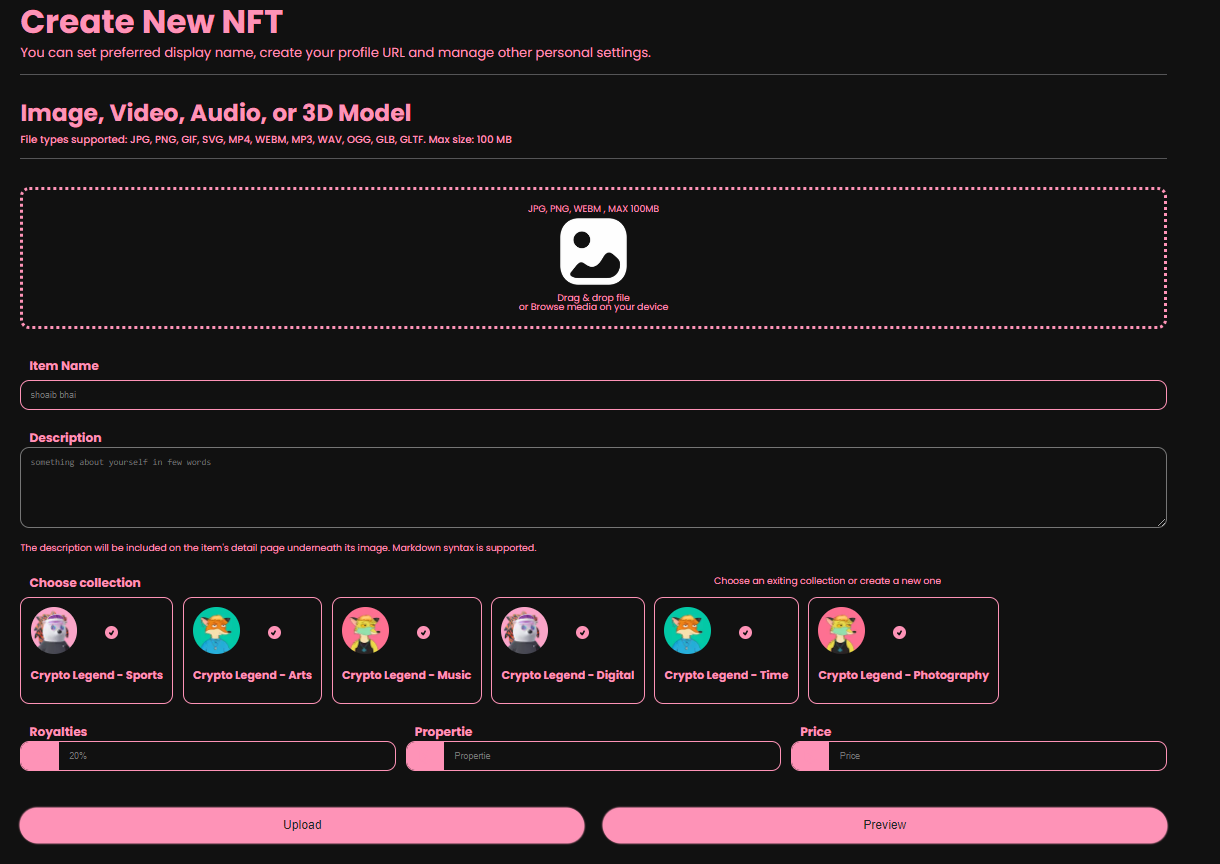 Create New NFT
You can set preferred display name, create your profile URL and manage other personal settings.
Image, Video, Audio, or 3D Model
File types supported: JPG, PNG, GIF, SVG, MP4, WEBM, MP3, WAV, OGG, GLB, GLTF. Max size: 100 MB
JPG, PNG, WEBM , MAX 100MB
Drag & drop file
or Browse media on your device
Item Name
shoaib bhai
Description
something about yourself in few words
The description will be included on the item's detail page underneath its image. Markdown syntax is supported.
Choose collection
Choose an exiting collection or create a new one
Crypto Legend - Sports
Crypto Legend - Arts
Crypto Legend - Music
Crypto Legend - Digital
Crypto Legend - Time
Crypto Legend - Photography
Royalties
Propertie
Price
20%
Propertie
Price
Upload
Preview